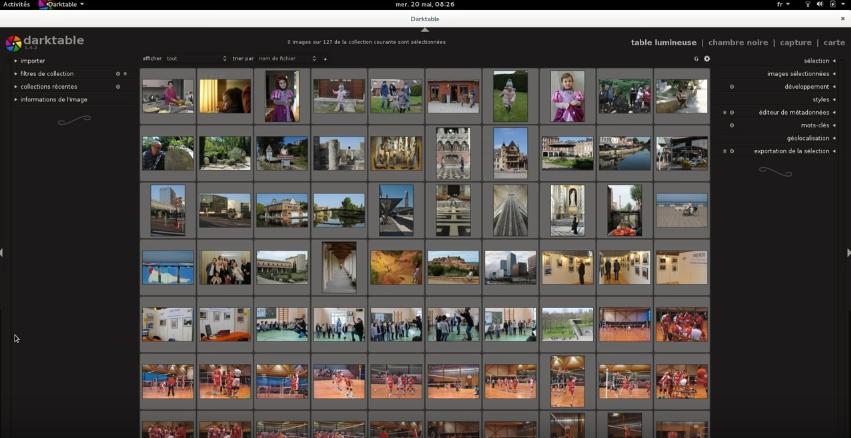 Activités Darktable mer. 20 mai, 08:26 fr
Darktable
darktable
0 images sur 127 de la collection courante sont sélectionnées
table lumineuse | chambre noire | capture | carte
afficher tout trier par nom de fichier
importer
filtres de collection
collections récentes
informations de l'image
sélection
images sélectionnées
développement
styles
éditeur de métadonnées
mots-clés
géolocalisation
exportation de la sélection